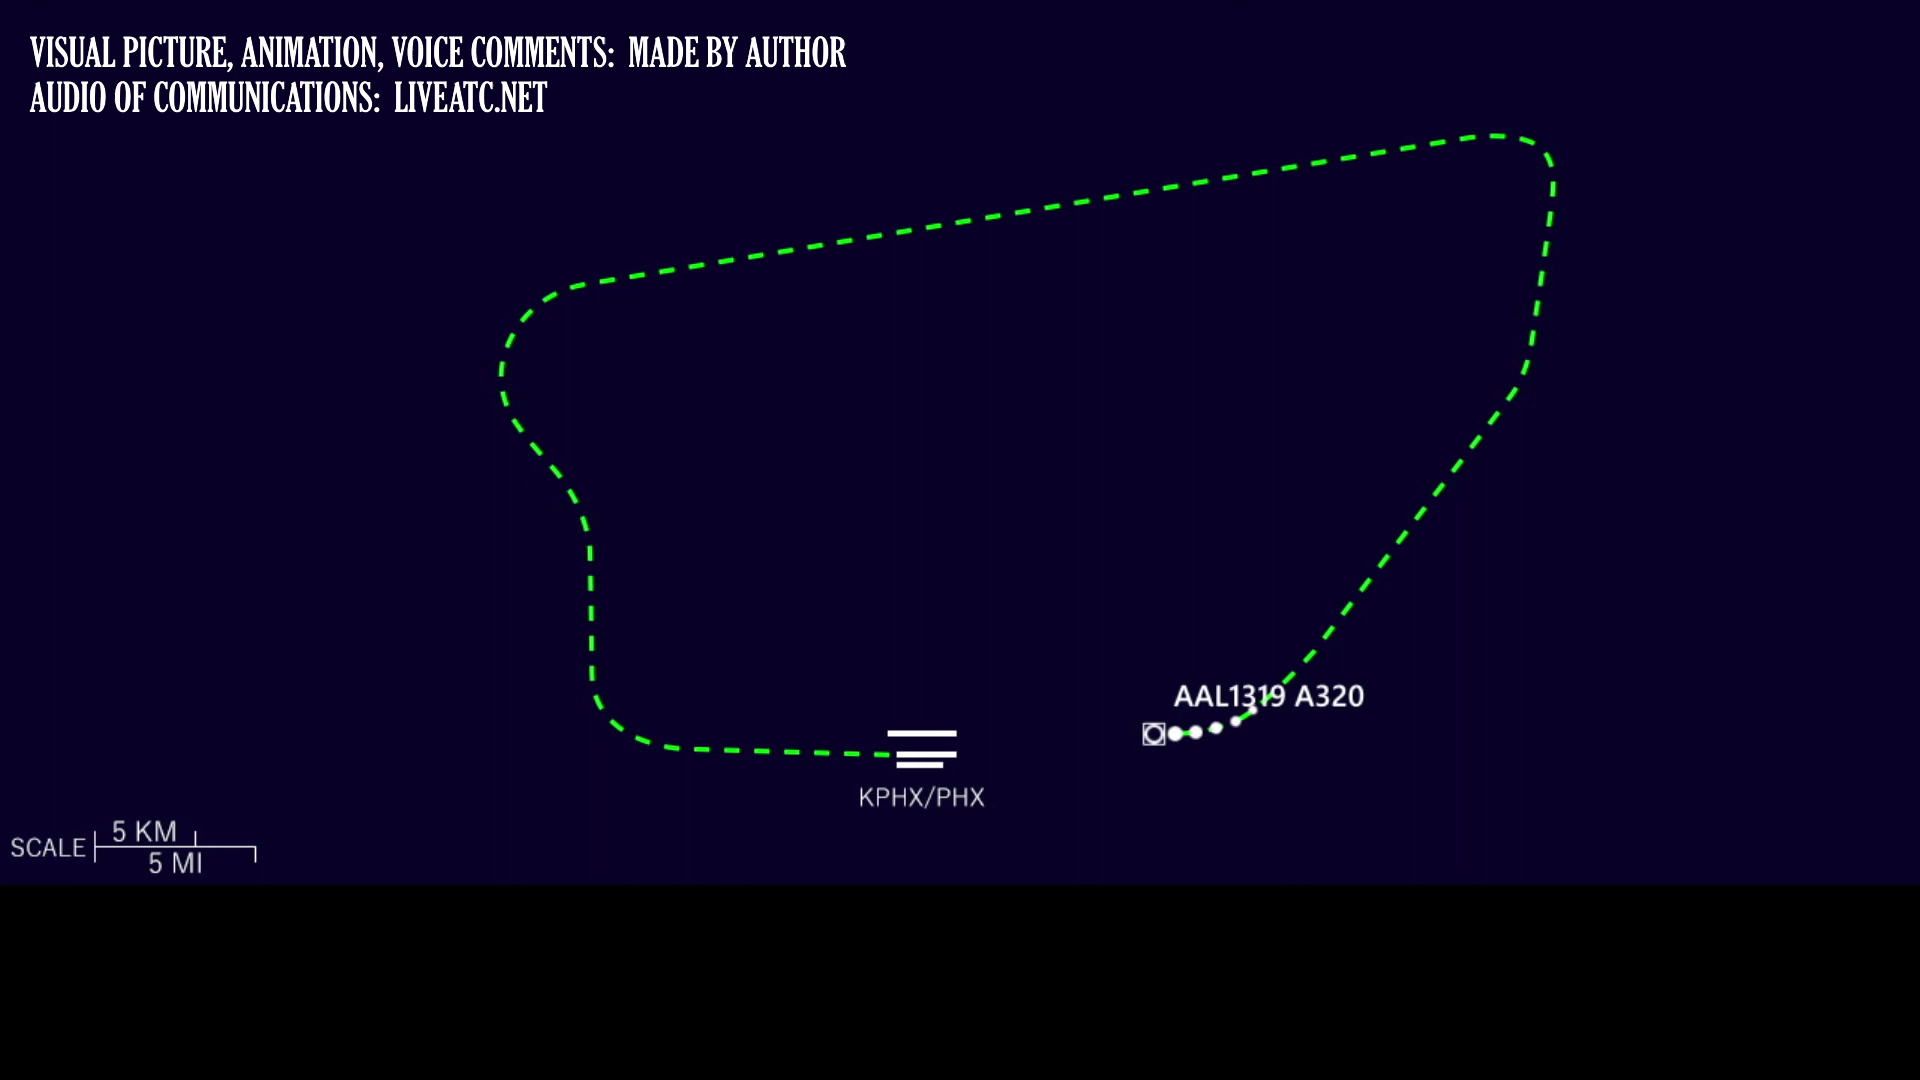 VISUAL PICTURE, ANIMATION, VOICE COMMENTS: MADE BY AUTHOR
AUDIO OF COMMUNICATIONS: LIVEATC.NET
AAL1319 A320
KPHX/PHX
SCALE 5 KM
5 MI